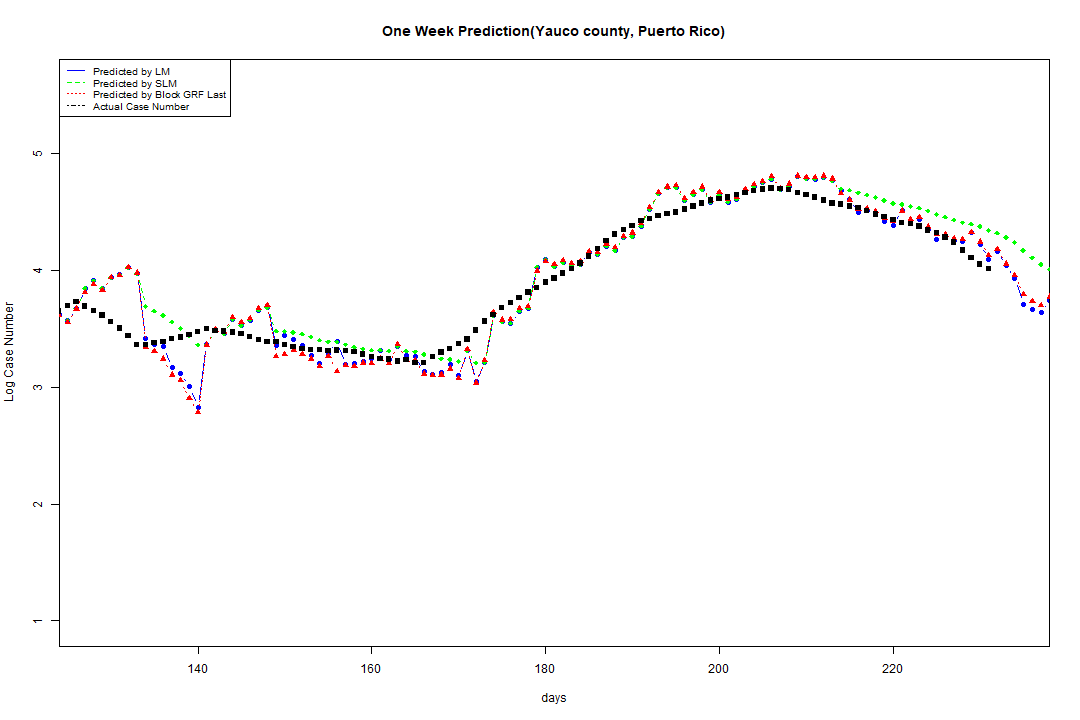 One Week Prediction(Yauco county, Puerto Rico)
Predicted by LM
Predicted by SLM
Predicted by Block GRF Last
Actual Case Number
5
4
3
2
1
Log Case Number
140 160 180 200 220
days